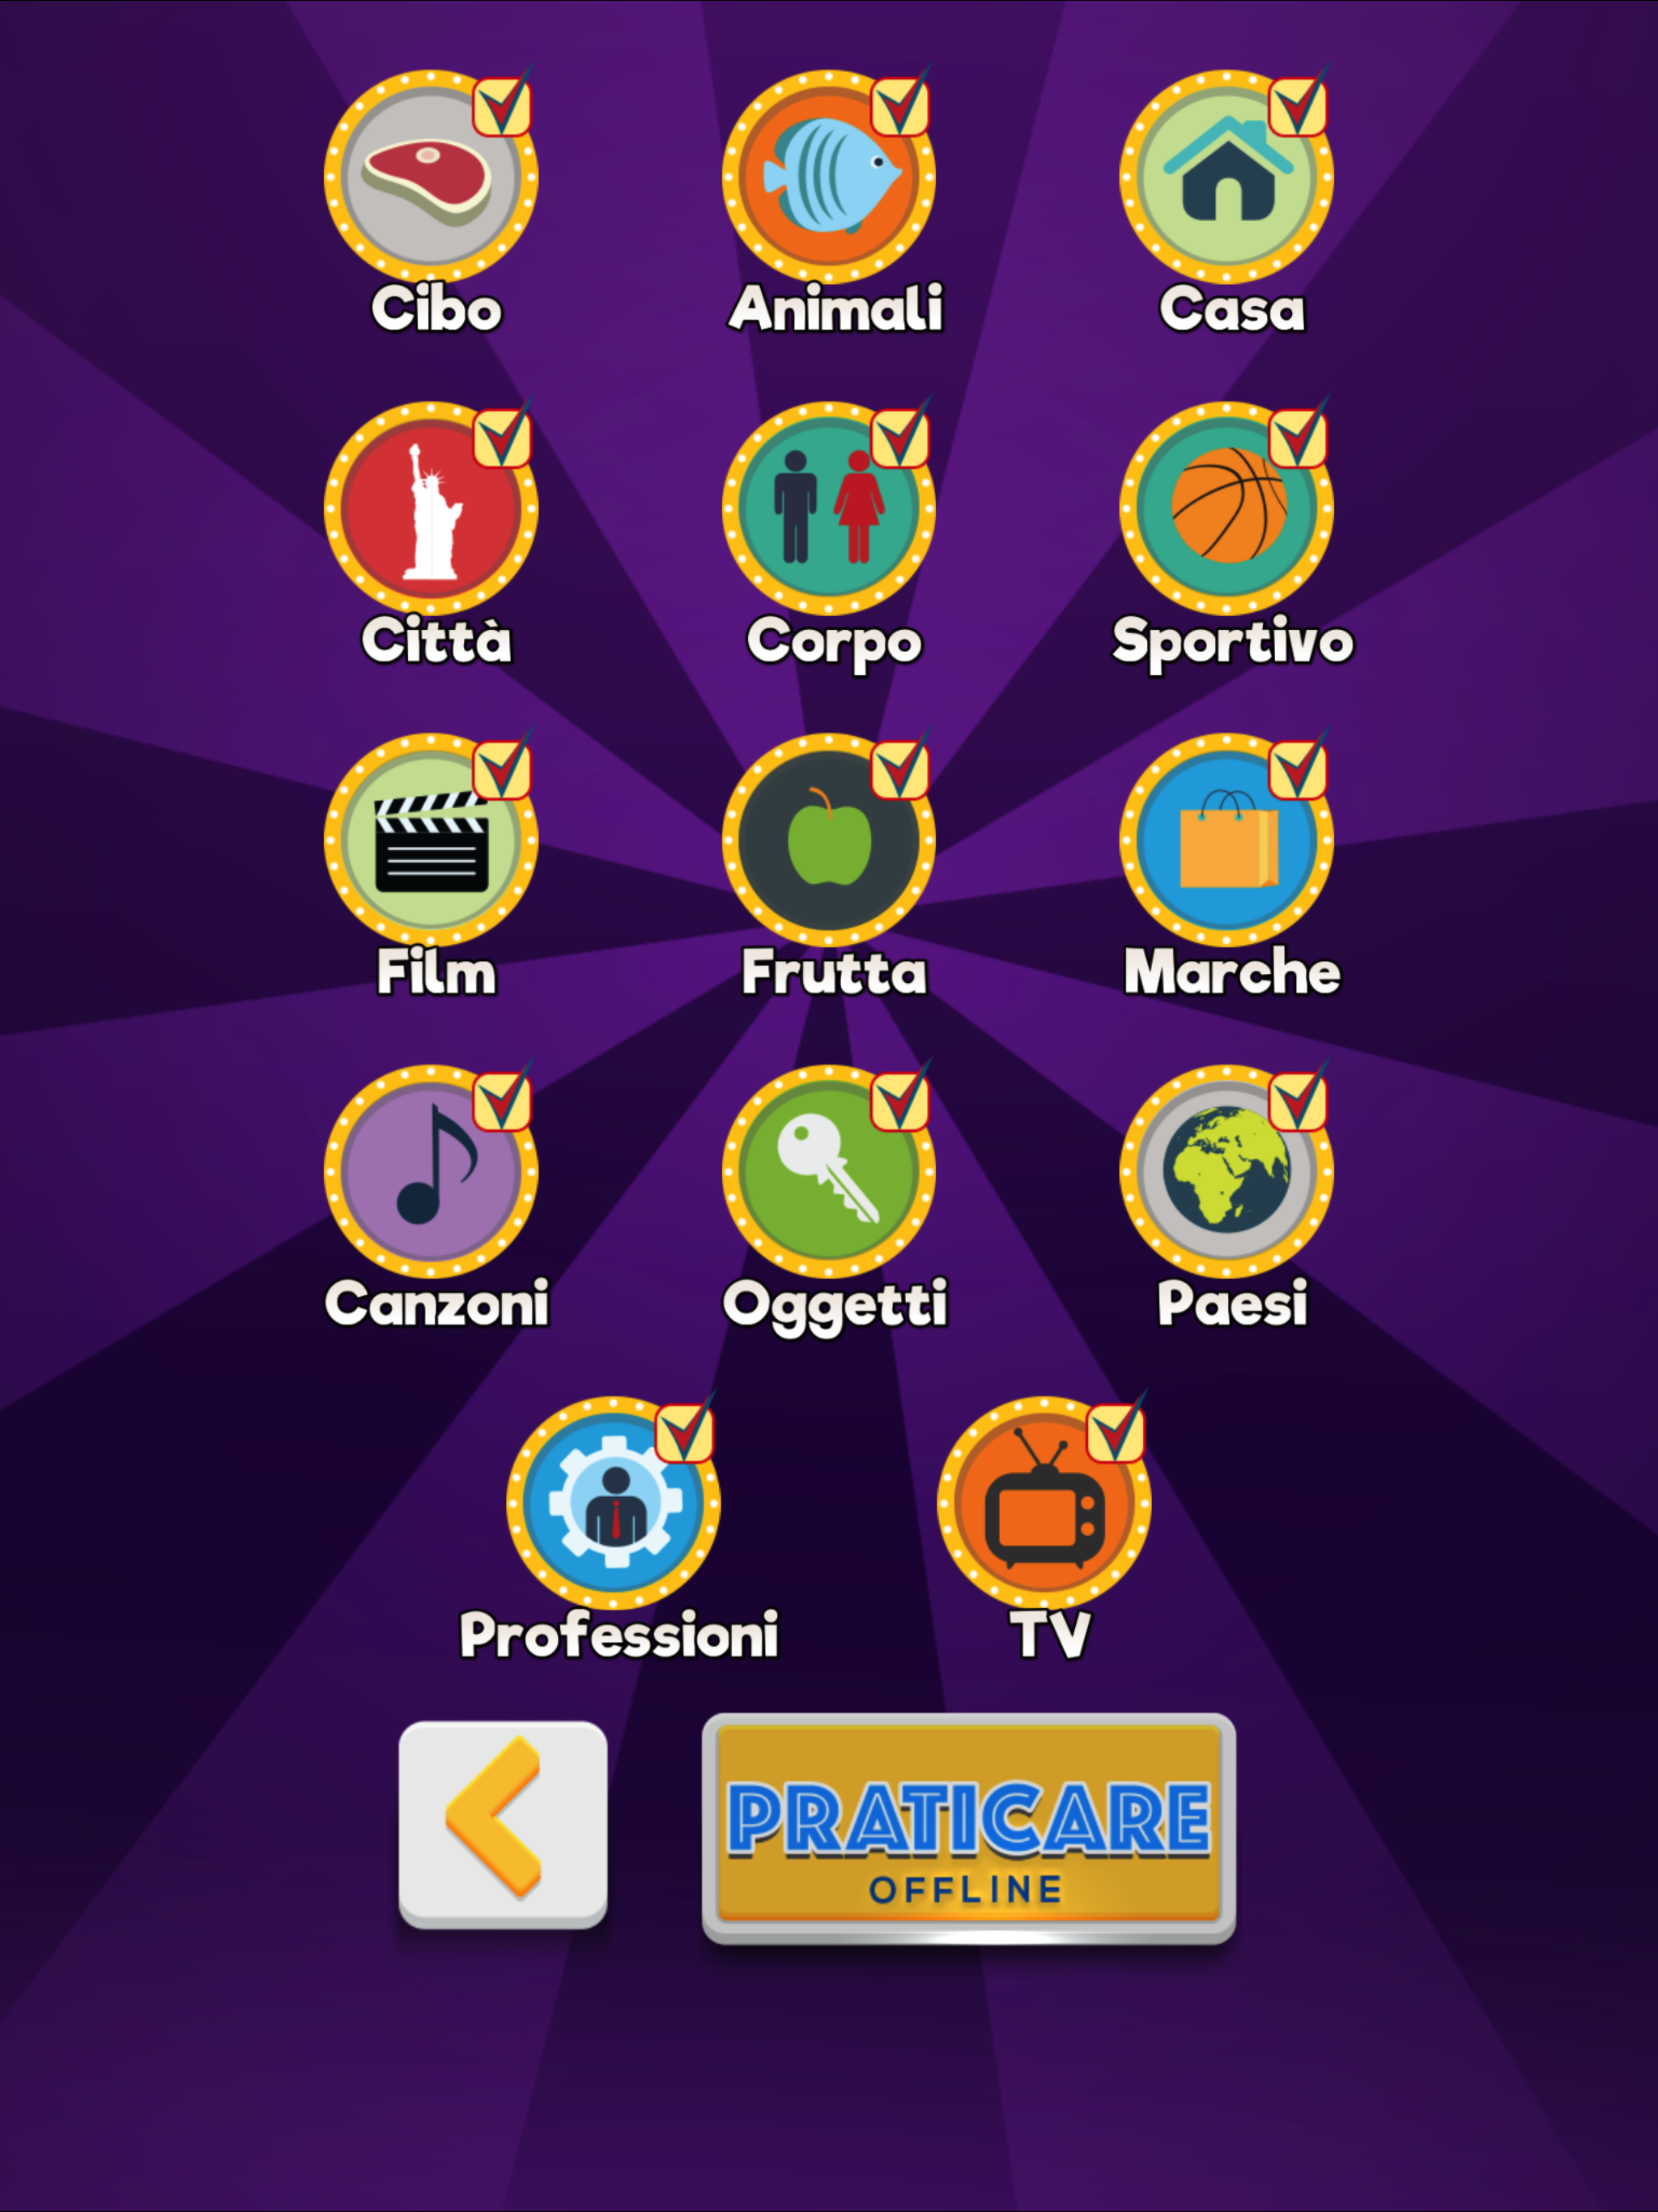 Cibo Animali Casa
Città Corpo Sportivo
Film Frutta Marche
Canzoni Oggetti Paesi
Professioni TV
PRATICARE
OFFLINE